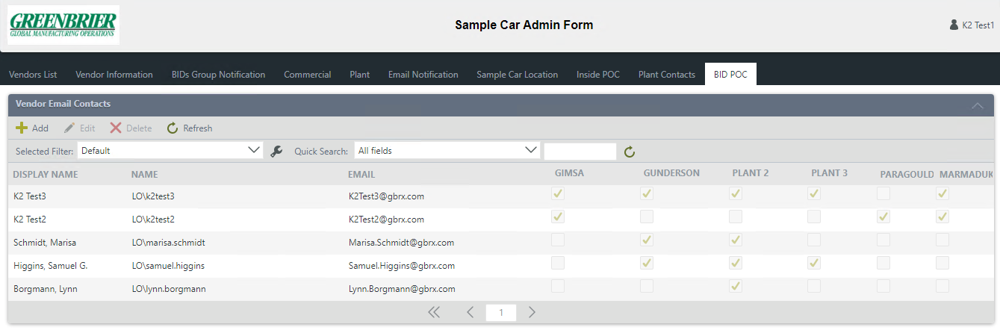 GREENBRIER
GLOBAL MANUFACTURING OPERATIONS
Sample Car Admin Form
K2 Test1
Vendors List Vendor Information BIDs Group Notification Commercial Plant Email Notification Sample Car Location Inside POC Plant Contacts BID POC
Vendor Email Contacts
Add Edit Delete Refresh
Selected Filter: Default Quick Search: All fields
DISPLAY NAME NAME EMAIL GIMSA GUNDERSON PLANT 2 PLANT 3 PARAGOULD MARMADUK
K2 Test3 LO\k2test3 K2Test3@gbrx.com
K2 Test2 LO\k2test2 K2Test2@gbrx.com
Schmidt, Marisa LO\marisa.schmidt Marisa.Schmidt@gbrx.com
Higgins, Samuel G. LO\samuel.higgins Samuel.Higgins@gbrx.com
Borgmann, Lynn LO\lynn.borgmann Lynn.Borgmann@gbrx.com
1